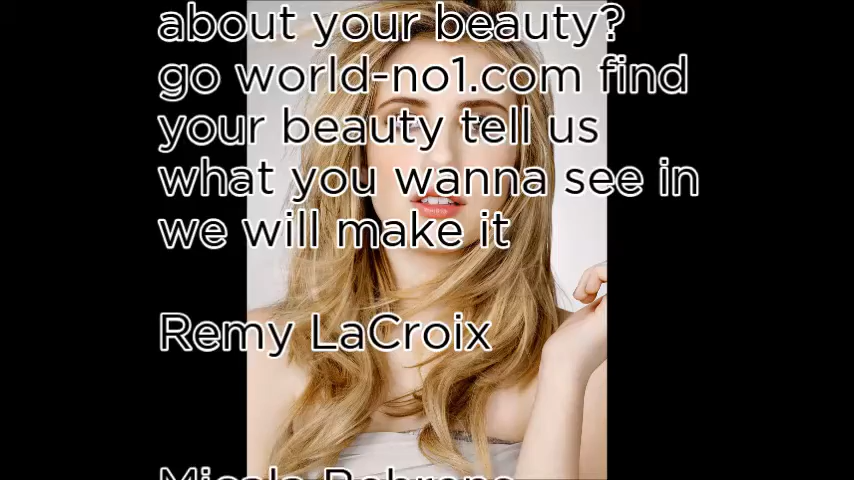 about your beauty?
go world-no1.com find
your beauty tell us
what you wanna see in
we will make it
Remy LaCroix